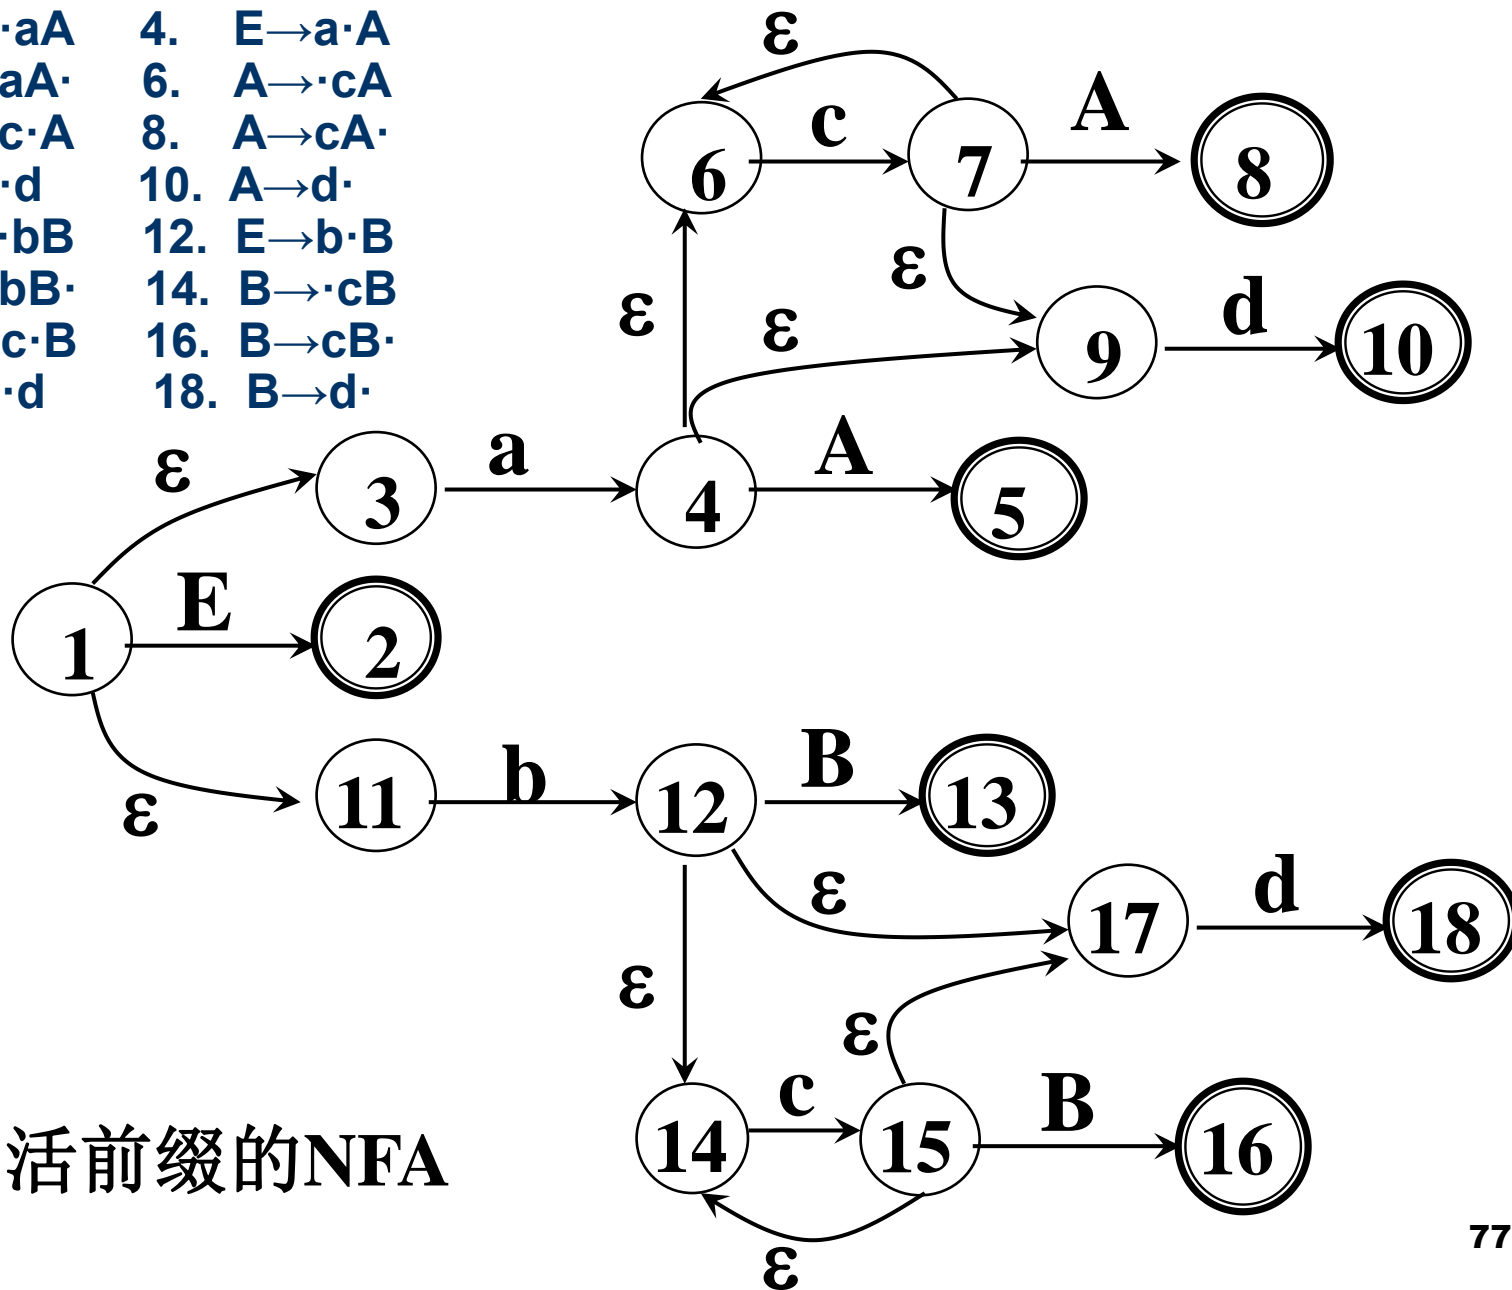 ·aA 4. E→a·A
aA· 6. A→·cA
c·A 8. A→cA·
·d 10. A→d·
·bB 12. E→b·B
bB· 14. B→·cB
c·B 16. B→cB·
·d 18. B→d·
ε
c
A
6
7
8
ε
ε
ε
d
9
10
ε
a
A
3
4
5
1
E
2
ε
b
B
11
12
13
ε
d
17
18
ε
ε
c
B
14
15
16
ε
活前缀的NFA
77